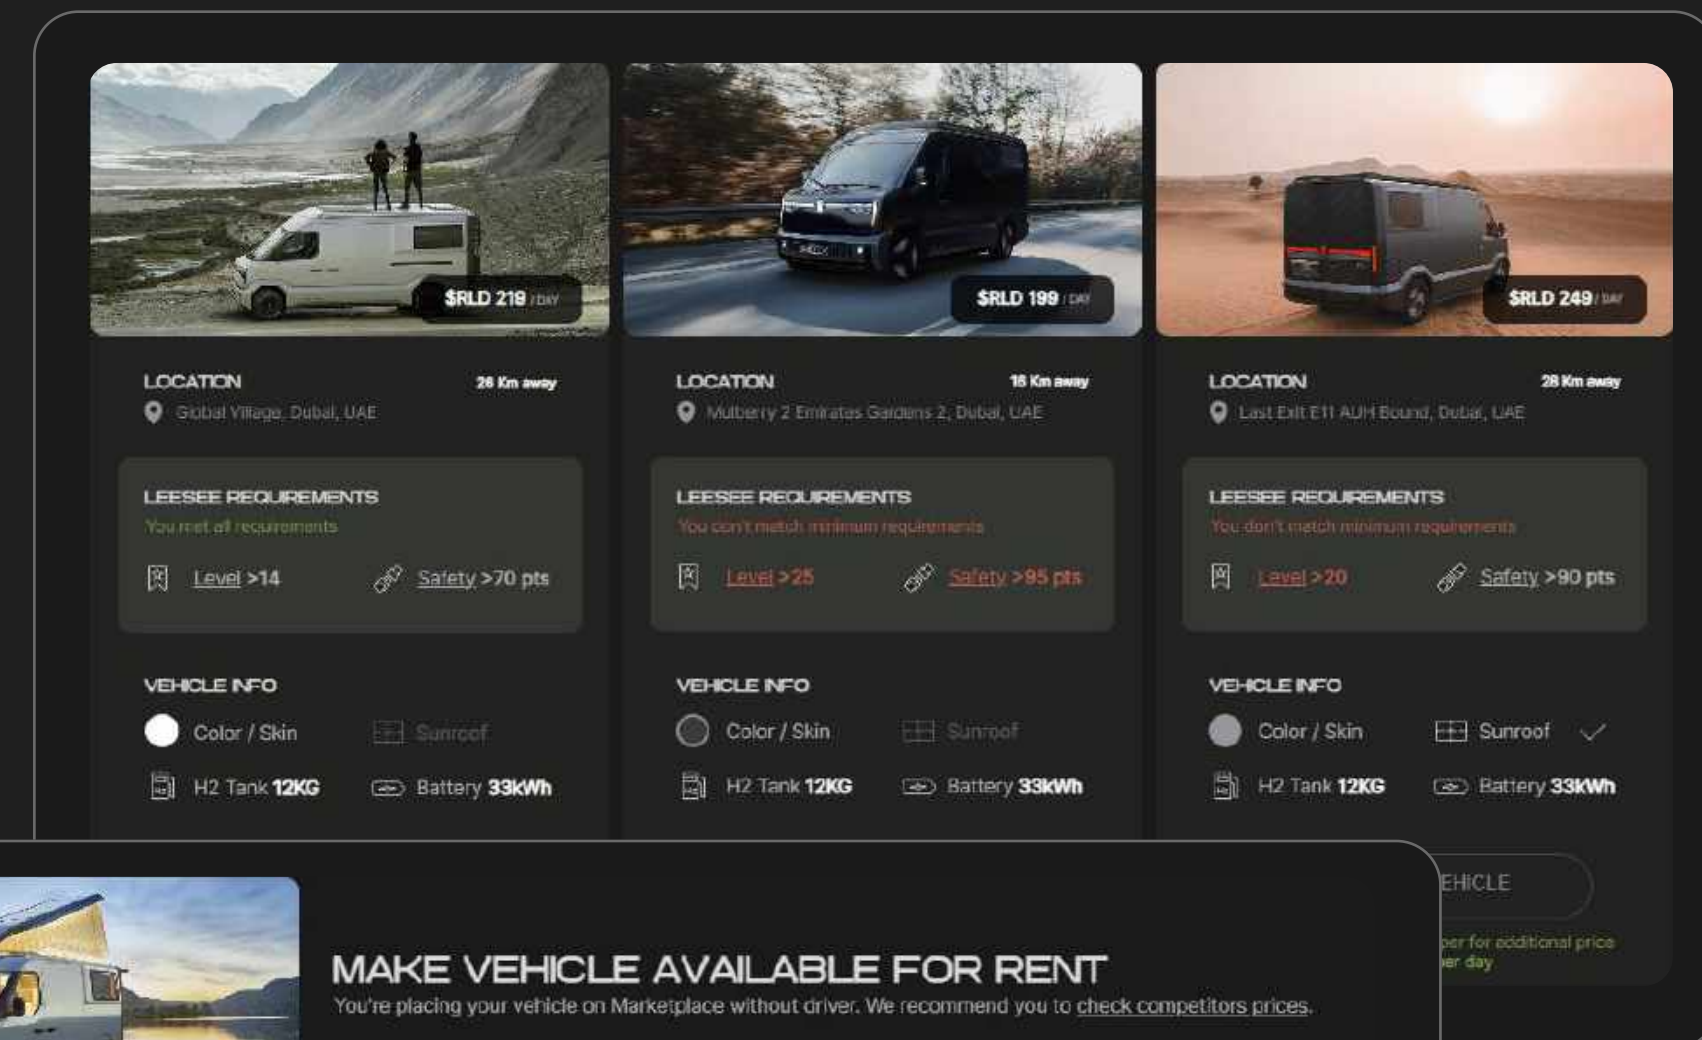 $RLD 219 / DAY
$RLD 199 / DAY
$RLD 249 / DAY
LOCATION
26 Km away
Global Village, Dubai, UAE
LOCATION
16 Km away
Mulberry 2 Emirates Gardens 2, Dubai, UAE
LOCATION
28 Km away
Last Exit E11 AUH Bound, Dubai, UAE
LEESEE REQUIREMENTS
You met all requirements
Level >14
Safety >70 pts
LEESEE REQUIREMENTS
You don't match minimum requirements
Level >25
Safety >95 pts
LEESEE REQUIREMENTS
You don't match minimum requirements
Level >20
Safety >90 pts
VEHICLE INFO
Color / Skin
Sunroof
H2 Tank 12KG
Battery 33kWh
VEHICLE INFO
Color / Skin
Sunroof
H2 Tank 12KG
Battery 33kWh
VEHICLE INFO
Color / Skin
Sunroof
H2 Tank 12KG
Battery 33kWh
EHICLE
per for additional price
er day
MAKE VEHICLE AVAILABLE FOR RENT
You're placing your vehicle on Marketplace without driver. We recommend you to check competitors prices.